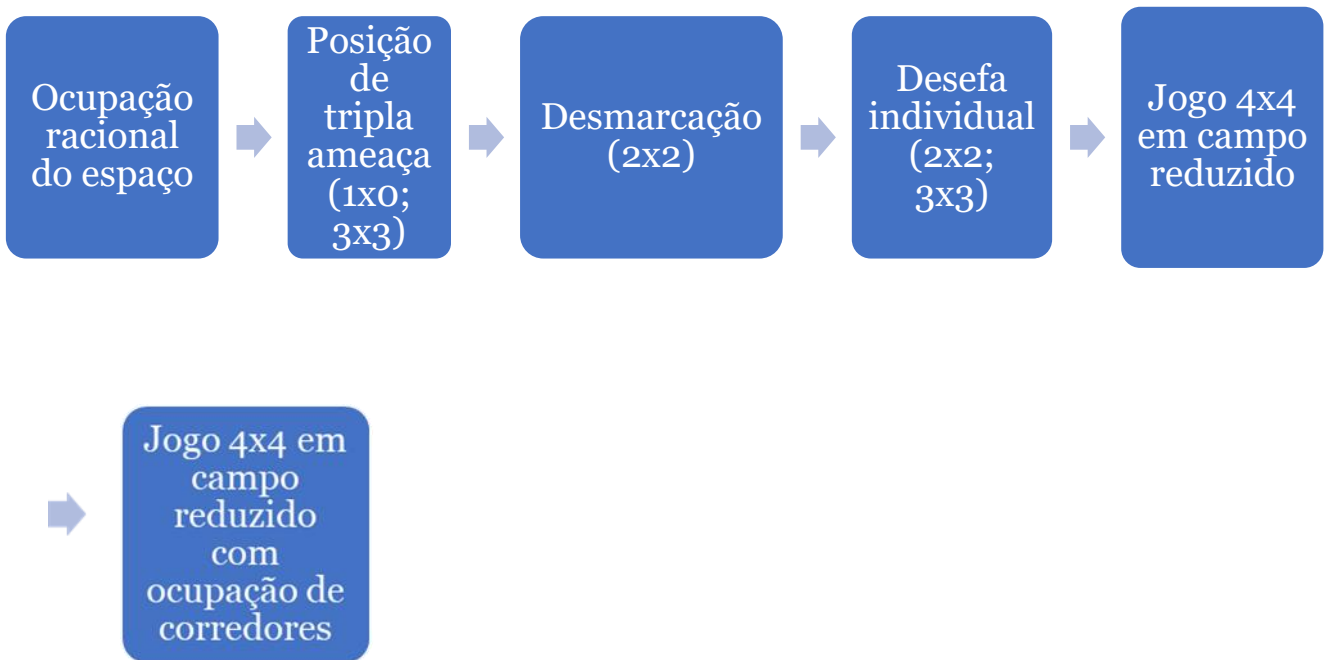 Ocupação
racional
do espaço
Posição
de
tripla
ameaça
(1x0;
3x3)
Desmarcação
(2x2)
Desefa
individual
(2x2;
3x3)
Jogo 4x4
em campo
reduzido
Jogo 4x4 em
campo
reduzido
com
ocupação de
corredores